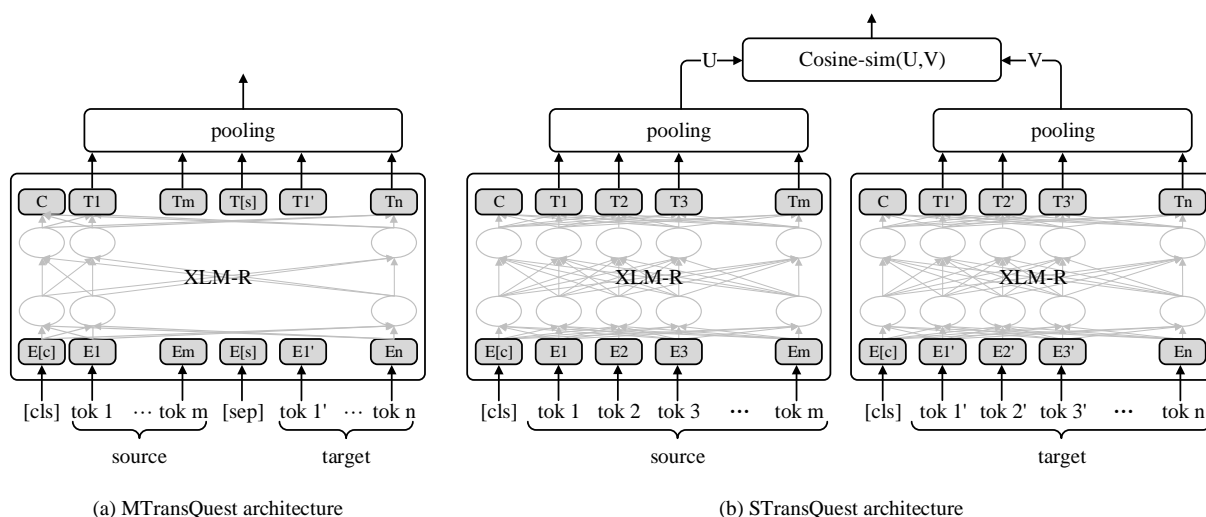 U
Cosine-sim(U,V)
V
pooling
pooling
pooling
C T1 Tm T[s] T1' Tn
C T1 T2 T3 Tm
C T1' T2' T3' Tn
XLM-R
XLM-R
XLM-R
E[c] E1 Em E[s] E1' En
E[c] E1 E2 E3 Em
E[c] E1' E2' E3' En
[cls] tok 1 ··· tok m [sep] tok 1' ··· tok n
[cls] tok 1 tok 2 tok 3 ··· tok m
[cls] tok 1' tok 2' tok 3' ··· tok n
source target
source
target
(a) MTransQuest architecture
(b) STransQuest architecture